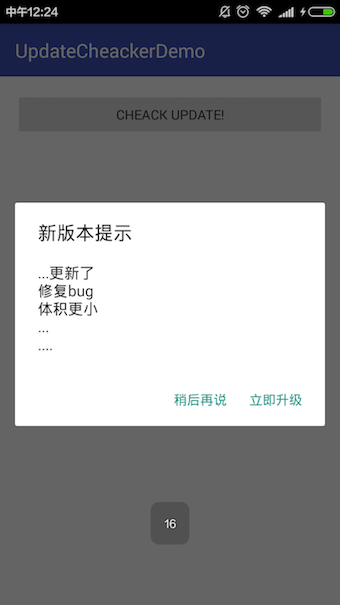 中午12:24
UpdateCheackerDemo
CHEACK UPDATE!
新版本提示
...更新了
修复bug
体积更小
...
....
稍后再说 立即升级
16